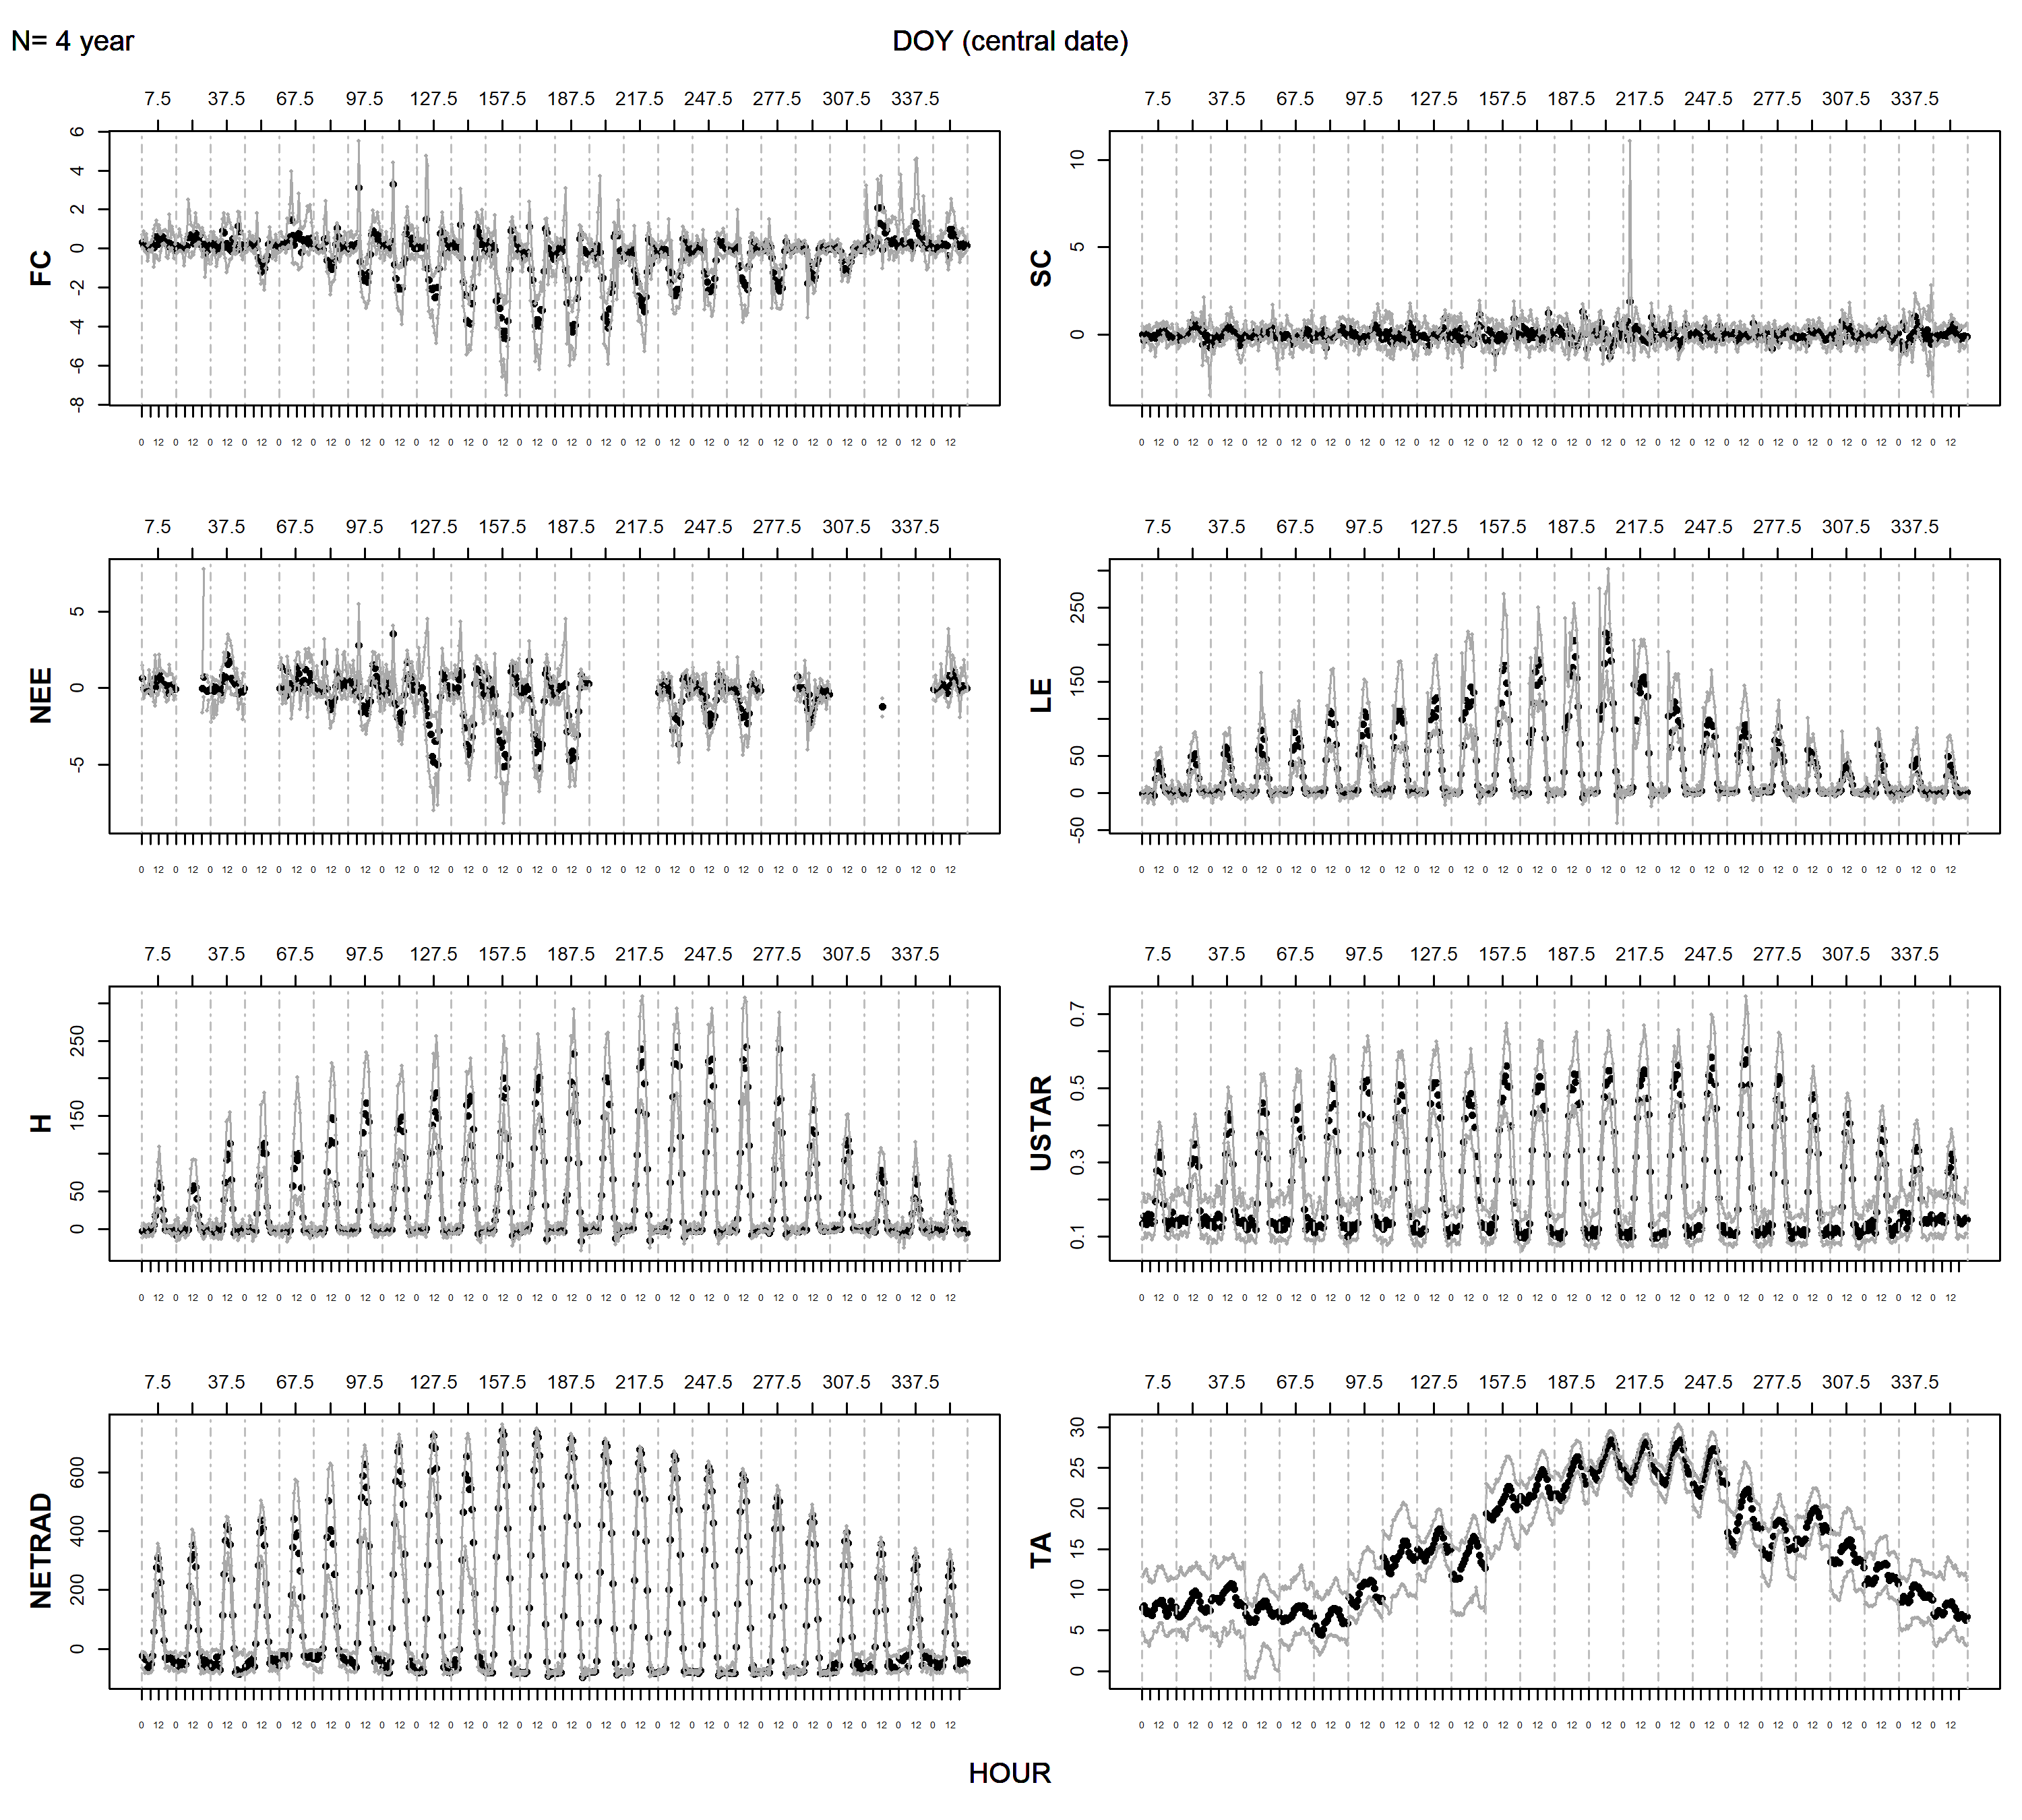 N= 4 year
DOY (central date)
7.5 37.5 67.5 97.5 127.5 157.5 187.5 217.5 247.5 277.5 307.5 337.5
FC
6 4 2 0 -2 -4 -6 -8
0 12 0 12 0 12 0 12 0 12 0 12 0 12 0 12 0 12 0 12 0 12 0 12 0 12 0 12 0 12 0 12 0 12 0 12 0 12 0 12 0 12 0 12 0 12 0 12
7.5 37.5 67.5 97.5 127.5 157.5 187.5 217.5 247.5 277.5 307.5 337.5
SC
10 5 0
0 12 0 12 0 12 0 12 0 12 0 12 0 12 0 12 0 12 0 12 0 12 0 12 0 12 0 12 0 12 0 12 0 12 0 12 0 12 0 12 0 12 0 12 0 12 0 12
7.5 37.5 67.5 97.5 127.5 157.5 187.5 217.5 247.5 277.5 307.5 337.5
NEE
5 0 -5
0 12 0 12 0 12 0 12 0 12 0 12 0 12 0 12 0 12 0 12 0 12 0 12 0 12 0 12 0 12 0 12 0 12 0 12 0 12 0 12 0 12 0 12 0 12 0 12
7.5 37.5 67.5 97.5 127.5 157.5 187.5 217.5 247.5 277.5 307.5 337.5
LE
250 150 50 0 -50
0 12 0 12 0 12 0 12 0 12 0 12 0 12 0 12 0 12 0 12 0 12 0 12 0 12 0 12 0 12 0 12 0 12 0 12 0 12 0 12 0 12 0 12 0 12 0 12
7.5 37.5 67.5 97.5 127.5 157.5 187.5 217.5 247.5 277.5 307.5 337.5
H
250 150 50 0
0 12 0 12 0 12 0 12 0 12 0 12 0 12 0 12 0 12 0 12 0 12 0 12 0 12 0 12 0 12 0 12 0 12 0 12 0 12 0 12 0 12 0 12 0 12 0 12
7.5 37.5 67.5 97.5 127.5 157.5 187.5 217.5 247.5 277.5 307.5 337.5
USTAR
0.7 0.5 0.3 0.1
0 12 0 12 0 12 0 12 0 12 0 12 0 12 0 12 0 12 0 12 0 12 0 12 0 12 0 12 0 12 0 12 0 12 0 12 0 12 0 12 0 12 0 12 0 12 0 12
7.5 37.5 67.5 97.5 127.5 157.5 187.5 217.5 247.5 277.5 307.5 337.5
NETRAD
600 400 200 0
0 12 0 12 0 12 0 12 0 12 0 12 0 12 0 12 0 12 0 12 0 12 0 12 0 12 0 12 0 12 0 12 0 12 0 12 0 12 0 12 0 12 0 12 0 12 0 12
7.5 37.5 67.5 97.5 127.5 157.5 187.5 217.5 247.5 277.5 307.5 337.5
TA
30 25 20 15 10 5 0
0 12 0 12 0 12 0 12 0 12 0 12 0 12 0 12 0 12 0 12 0 12 0 12 0 12 0 12 0 12 0 12 0 12 0 12 0 12 0 12 0 12 0 12 0 12 0 12
HOUR